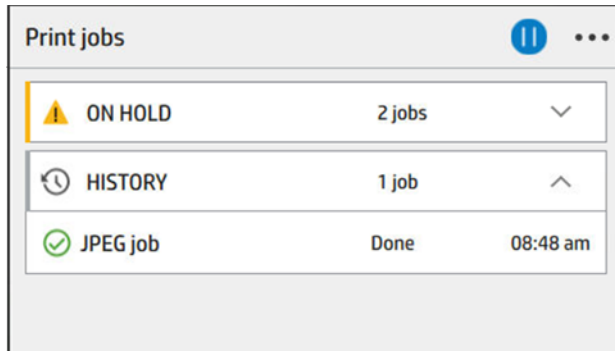 Print jobs
ON HOLD 2 jobs
HISTORY 1 job
JPEG job Done 08:48 am